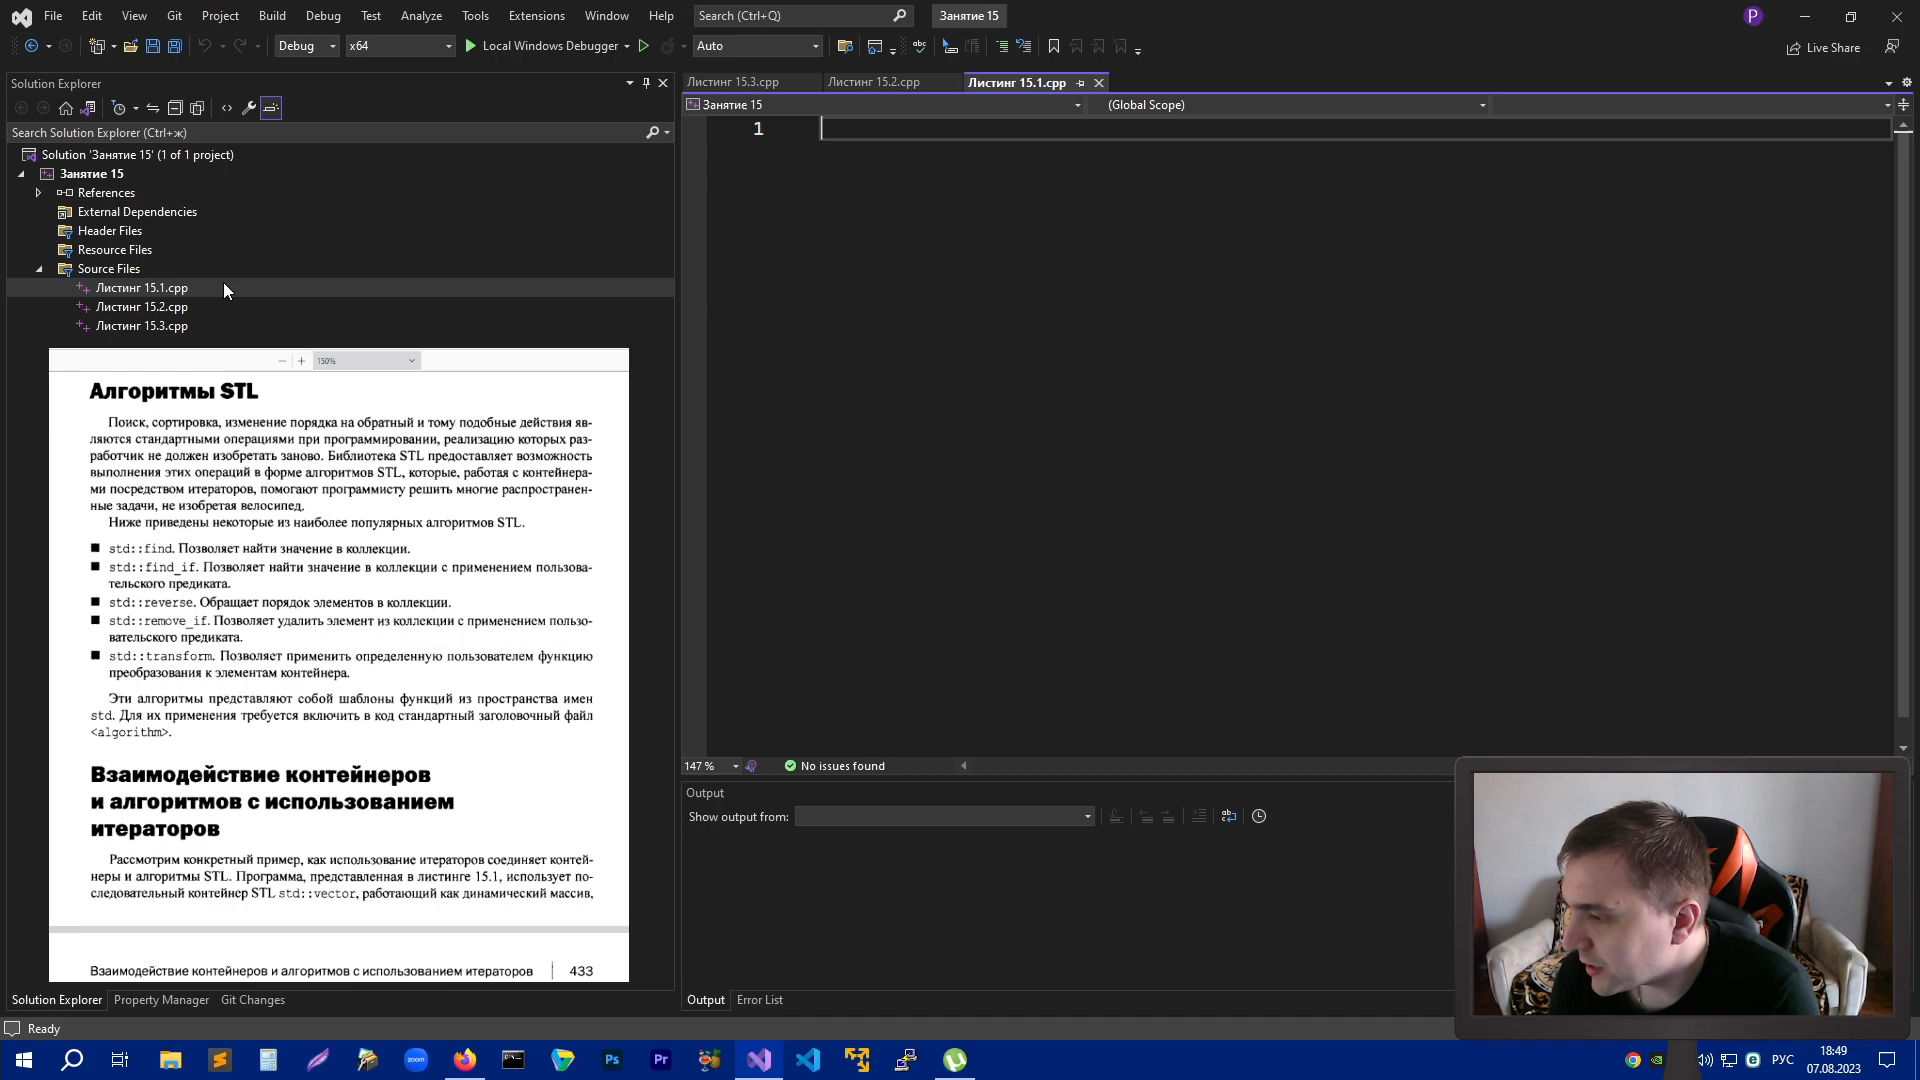 File Edit View Git Project Build Debug Test Analyze Tools Extensions Window Help Search (Ctrl+Q) Занятие 15 P
Debug x64 Local Windows Debugger Auto Live Share
Solution Explorer
Search Solution Explorer (Ctrl+ж)
Solution 'Занятие 15' (1 of 1 project)
Занятие 15
References
External Dependencies
Header Files
Resource Files
Source Files
Листинг 15.1.cpp
Листинг 15.2.cpp
Листинг 15.3.cpp
150%
Алгоритмы STL
Поиск, сортировка, изменение порядка на обратный и тому подобные действия яв-
ляются стандартными операциями при программировании, реализацию которых раз-
работчик не должен изобретать заново. Библиотека STL предоставляет возможность
выполнения этих операций в форме алгоритмов STL, которые, работая с контейнера-
ми посредством итераторов, помогают программисту решить многие распространен-
ные задачи, не изобретая велосипед.
Ниже приведены некоторые из наиболее популярных алгоритмов STL.
■ std::find. Позволяет найти значение в коллекции.
■ std::find_if. Позволяет найти значение в коллекции с применением пользова-
тельского предиката.
■ std::reverse. Обращает порядок элементов в коллекции.
■ std::remove_if. Позволяет удалить элемент из коллекции с применением пользо-
вательского предиката.
■ std::transform. Позволяет применить определенную пользователем функцию
преобразования к элементам контейнера.
Эти алгоритмы представляют собой шаблоны функций из пространства имен
std. Для их применения требуется включить в код стандартный заголовочный файл
<algorithm>.
Взаимодействие контейнеров
и алгоритмов с использованием
итераторов
Рассмотрим конкретный пример, как использование итераторов соединяет контей-
неры и алгоритмы STL. Программа, представленная в листинге 15.1, использует по-
следовательный контейнер STL std::vector, работающий как динамический массив,
Взаимодействие контейнеров и алгоритмов с использованием итераторов | 433
Solution Explorer Property Manager Git Changes
Листинг 15.3.cpp Листинг 15.2.cpp Листинг 15.1.cpp
Занятие 15 (Global Scope)
1
147 % No issues found
Output
Show output from:
Output Error List
Ready
zoom Ps Pr
РУС 18:49
07.08.2023